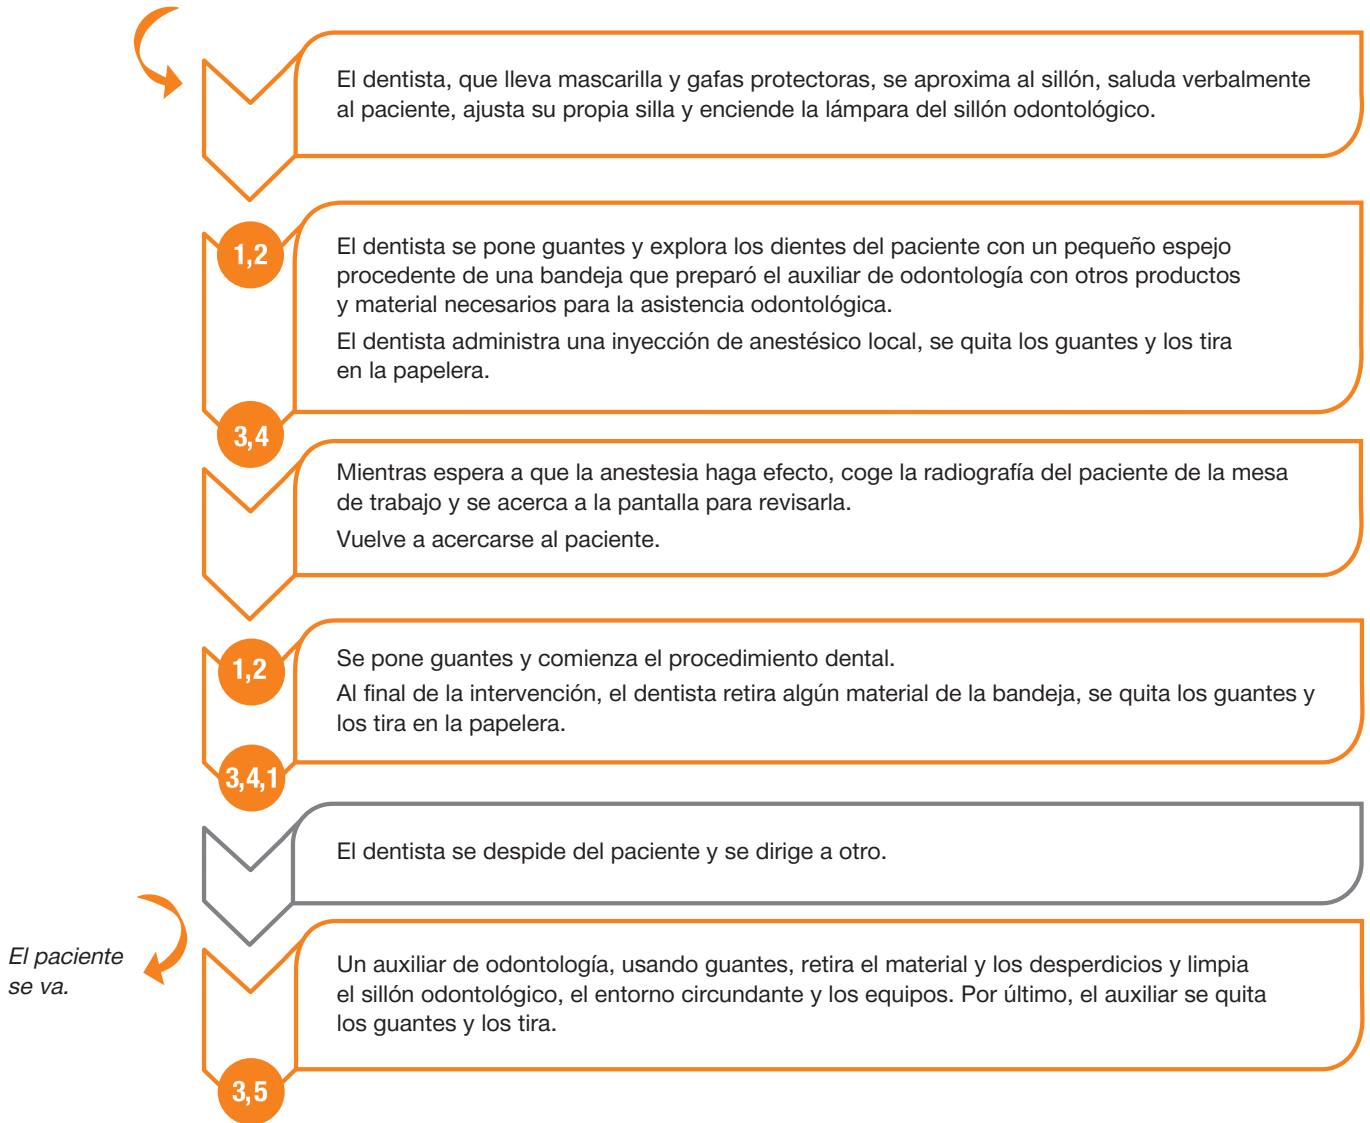 El dentista, que lleva mascarilla y gafas protectoras, se aproxima al sillón, saluda verbalmente
al paciente, ajusta su propia silla y enciende la lámpara del sillón odontológico.
1,2
El dentista se pone guantes y explora los dientes del paciente con un pequeño espejo
procedente de una bandeja que preparó el auxiliar de odontología con otros productos
y material necesarios para la asistencia odontológica.
El dentista administra una inyección de anestésico local, se quita los guantes y los tira
en la papelera.
3,4
Mientras espera a que la anestesia haga efecto, coge la radiografía del paciente de la mesa
de trabajo y se acerca a la pantalla para revisarla.
Vuelve a acercarse al paciente.
1,2
Se pone guantes y comienza el procedimiento dental.
Al final de la intervención, el dentista retira algún material de la bandeja, se quita los guantes y
los tira en la papelera.
3,4,1
El dentista se despide del paciente y se dirige a otro.
El paciente
se va.
Un auxiliar de odontología, usando guantes, retira el material y los desperdicios y limpia
el sillón odontológico, el entorno circundante y los equipos. Por último, el auxiliar se quita
los guantes y los tira.
3,5